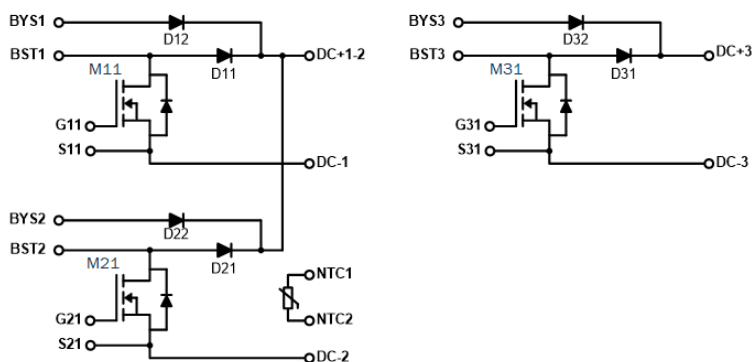 BYS1
D12
BST1
DC+1-2
D11
M11
G11
S11
DC-1
BYS2
D22
BST2
D21
M21
G21
S21
DC-2
NTC1
NTC2
BYS3
D32
BST3
DC+3
D31
M31
G31
S31
DC-3